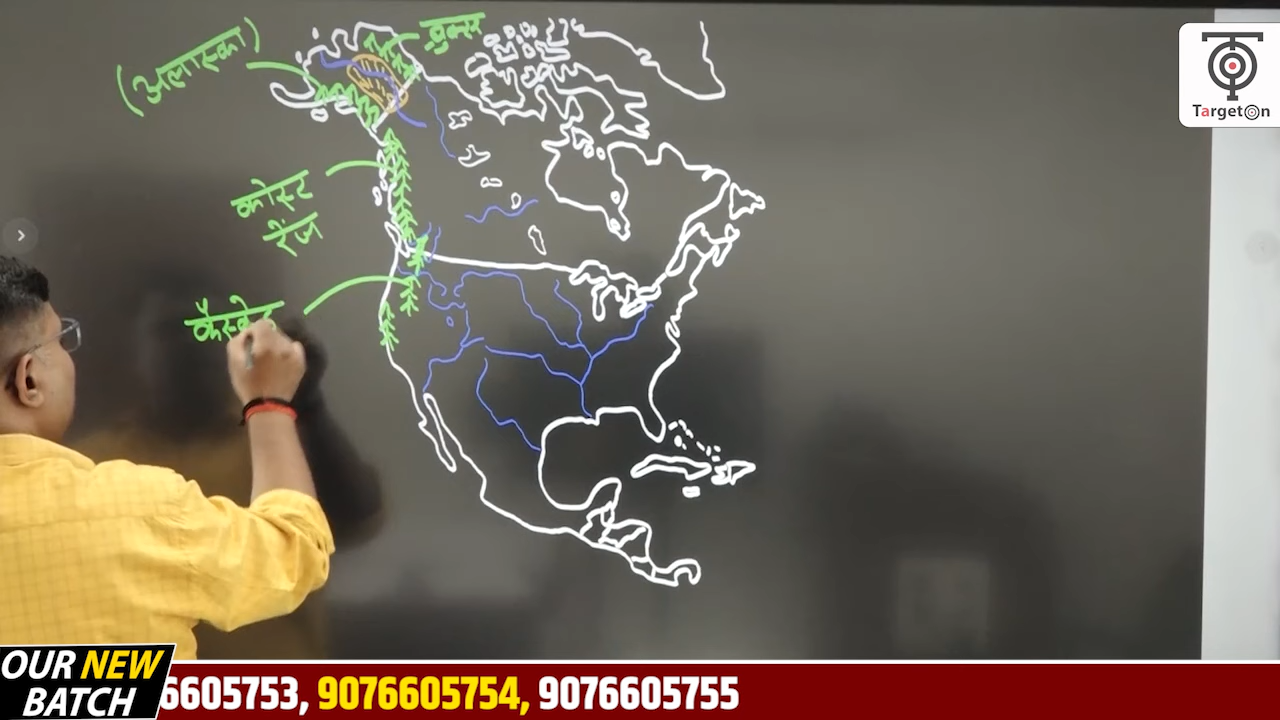 (अलास्का)
ब्रुक्स
कोस्ट
रेंज
कॅस्केड
TargetOn
OUR NEW
BATCH
6605753, 9076605754, 9076605755